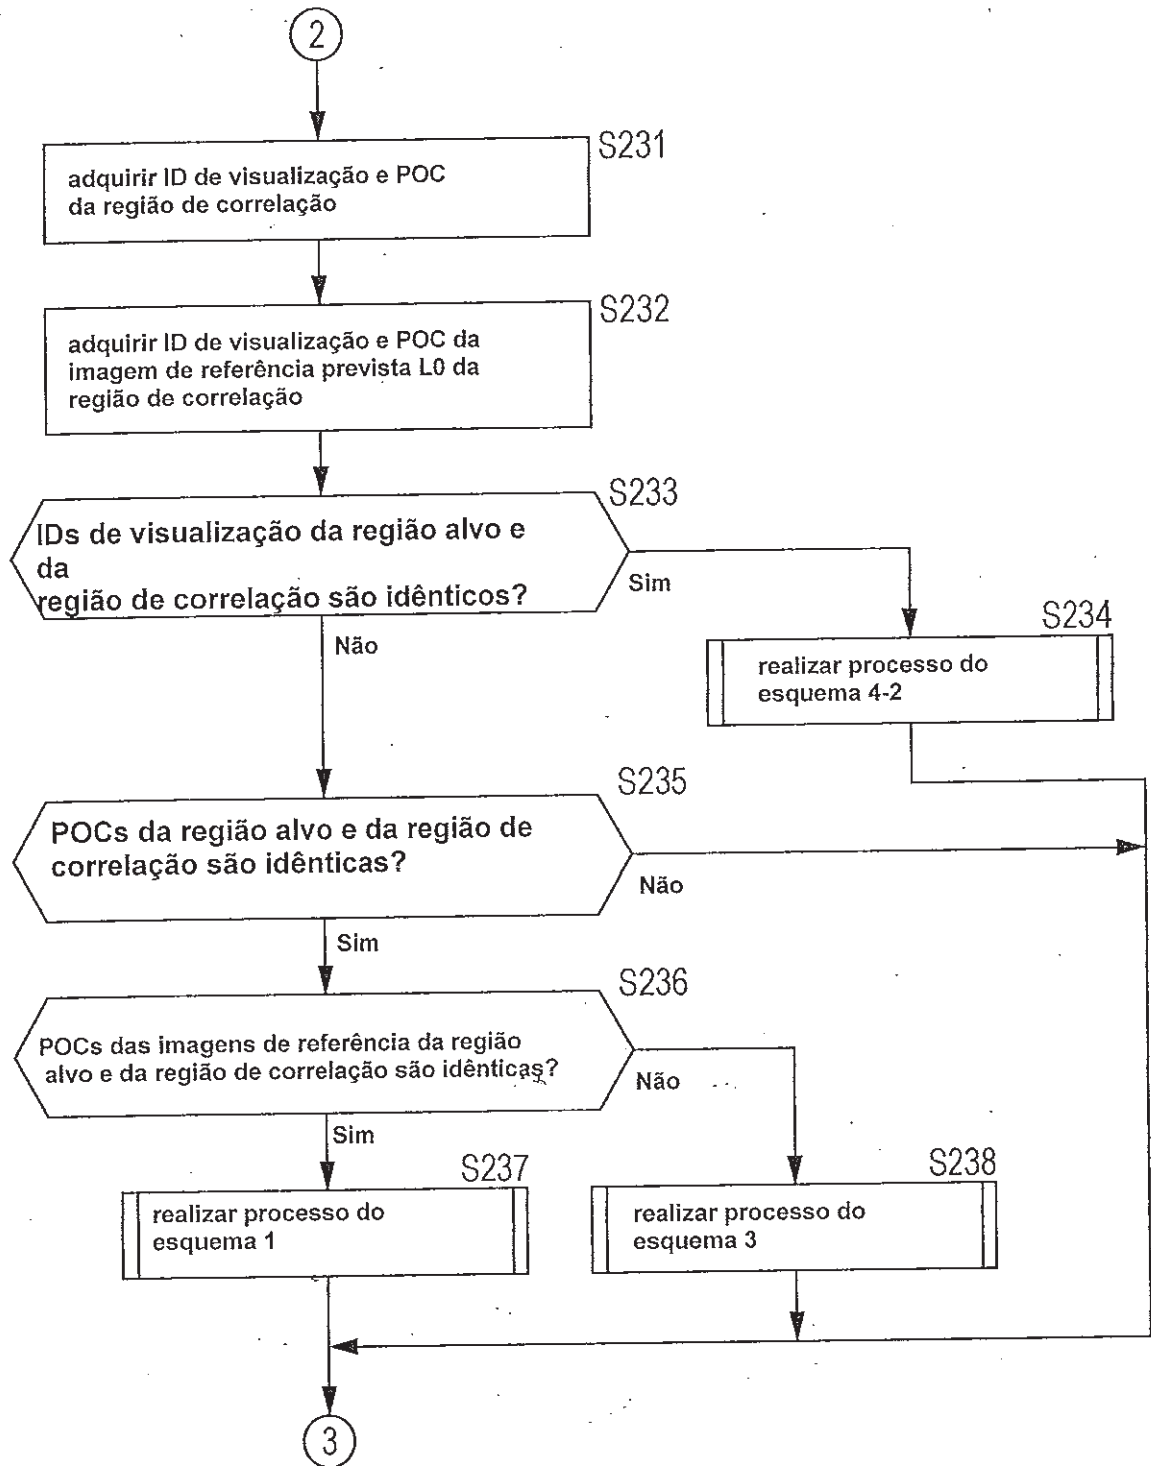 2
S231
adquirir ID de visualização e POC
da região de correlação
S232
adquirir ID de visualização e POC da
imagem de referência prevista L0 da
região de correlação
S233
IDs de visualização da região alvo e
da
região de correlação são idênticos?
Sim
Não
S234
realizar processo do
esquema 4-2
S235
POCs da região alvo e da região de
correlação são idênticas?
Não
Sim
S236
POCs das imagens de referência da região
alvo e da região de correlação são idênticas?
Não
Sim
S237
realizar processo do
esquema 1
S238
realizar processo do
esquema 3
3